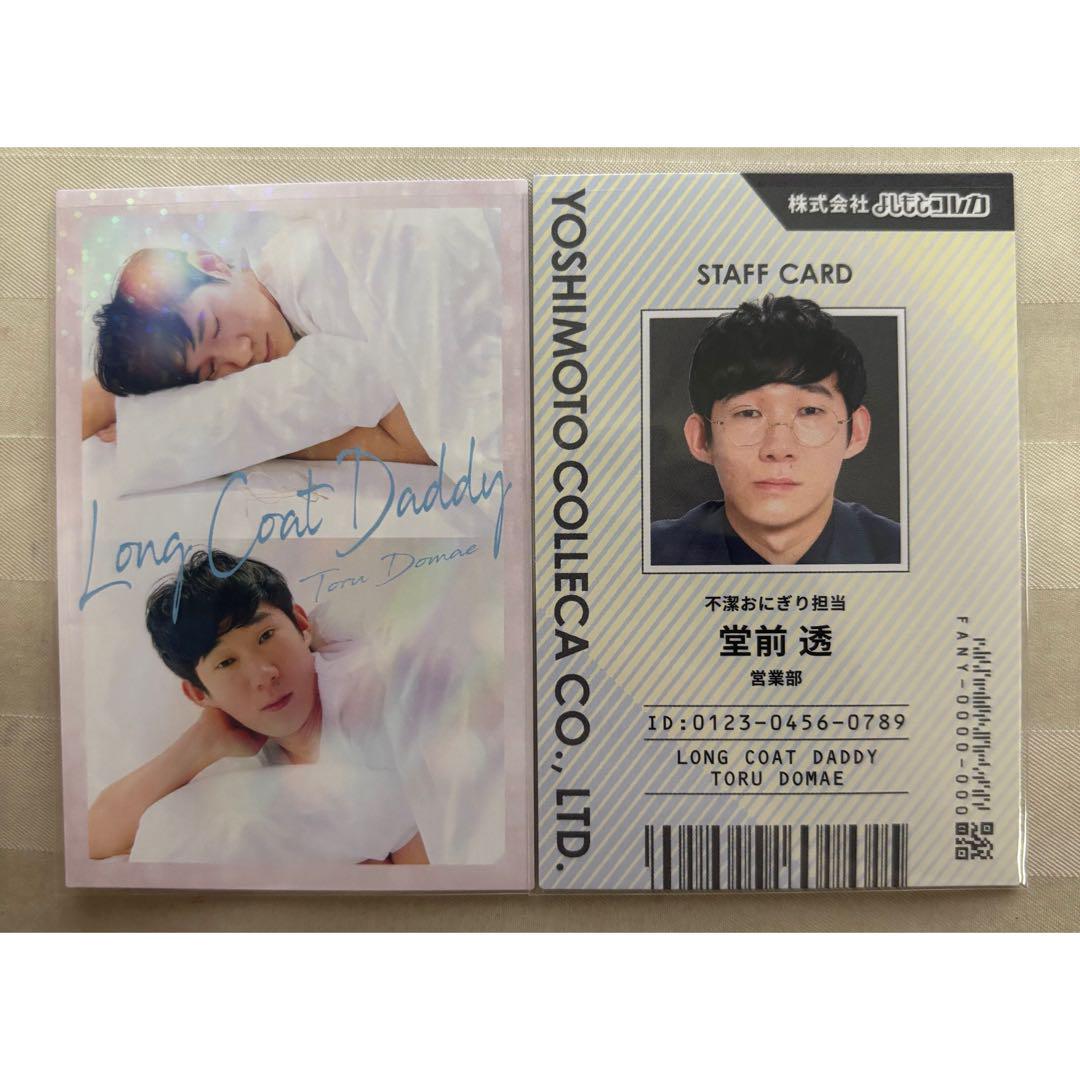 Long Coat Daddy
Toru Domae
YOSHIMOTO COLLECA CO., LTD.
株式会社 よしもとコレカ
STAFF CARD
不潔おにぎり担当
堂前 透
営業部
ID:0123-0456-0789
LONG COAT DADDY
TORU DOMAE
FANY-0000-000